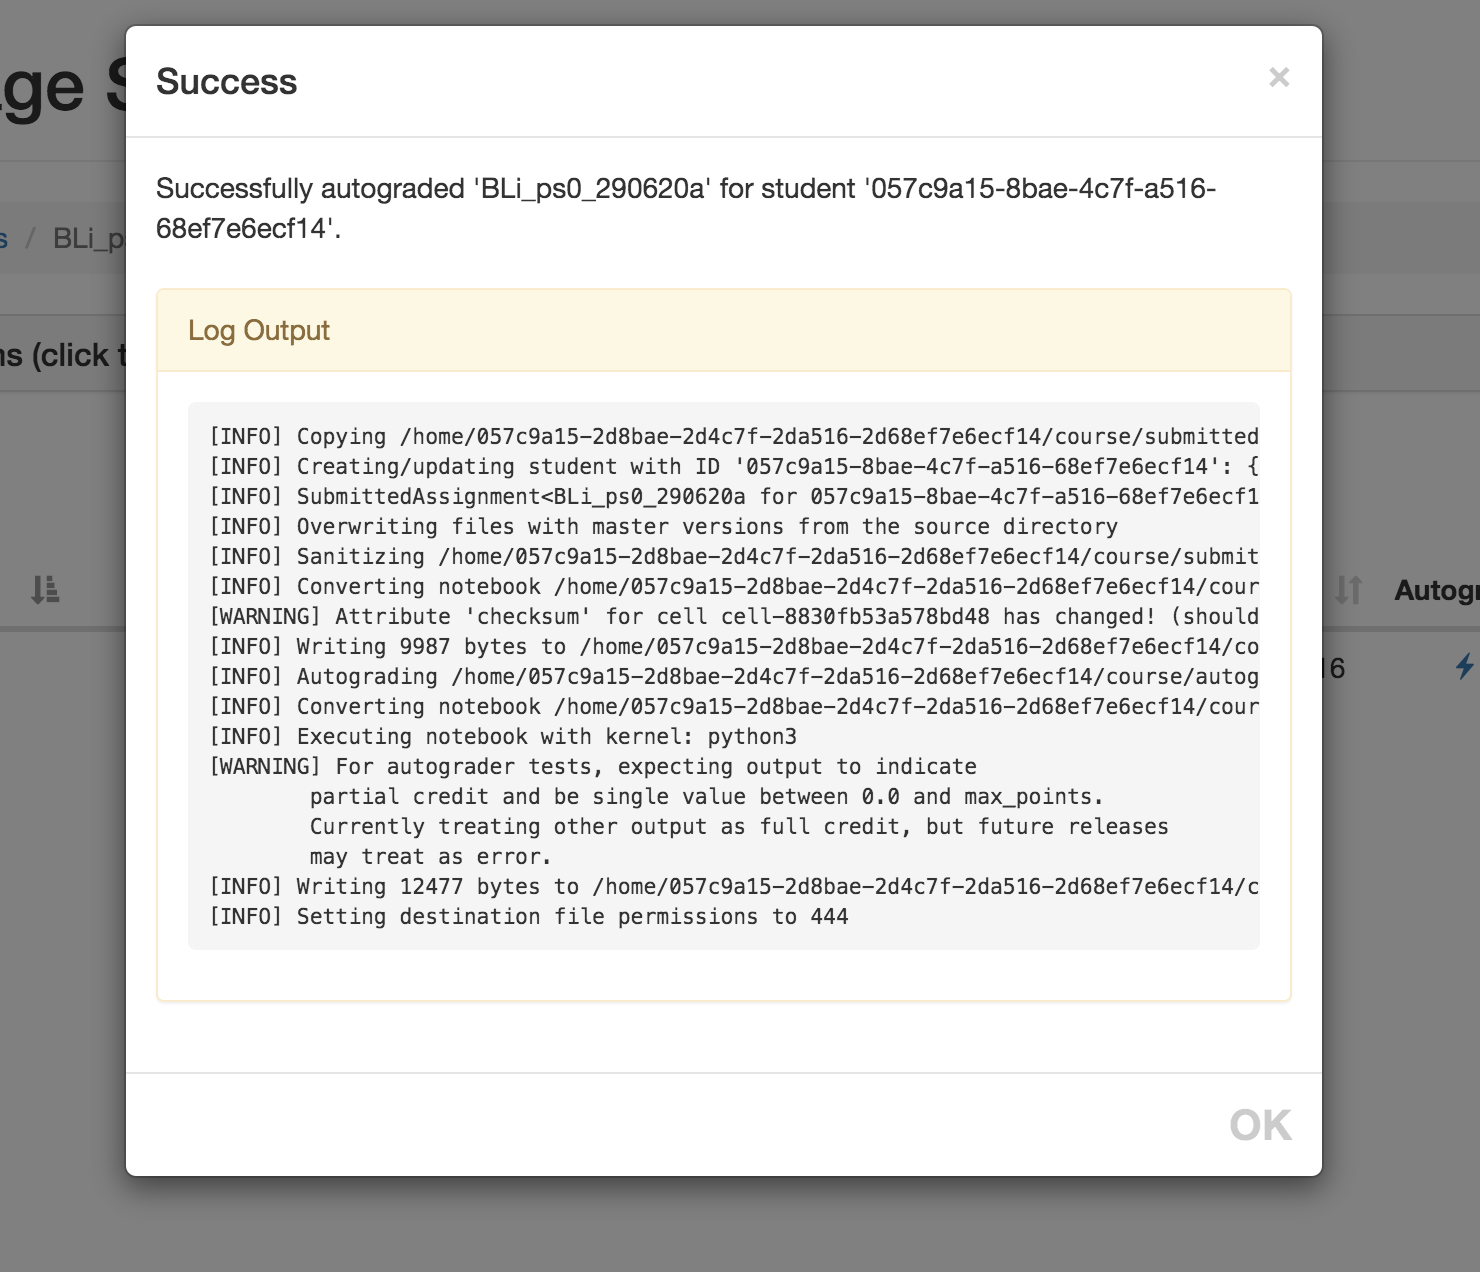 age S
Success
×
Successfully autograded 'BLi_ps0_290620a' for student '057c9a15-8bae-4c7f-a516-
68ef7e6ecf14'.
s / BLi_p
Log Output
ns (click t
[INFO] Copying /home/057c9a15-2d8bae-2d4c7f-2da516-2d68ef7e6ecf14/course/submitted
[INFO] Creating/updating student with ID '057c9a15-8bae-4c7f-a516-68ef7e6ecf14': {
[INFO] SubmittedAssignment<BLi_ps0_290620a for 057c9a15-8bae-4c7f-a516-68ef7e6ecf1
[INFO] Overwriting files with master versions from the source directory
[INFO] Sanitizing /home/057c9a15-2d8bae-2d4c7f-2da516-2d68ef7e6ecf14/course/submit
[INFO] Converting notebook /home/057c9a15-2d8bae-2d4c7f-2da516-2d68ef7e6ecf14/cour
[WARNING] Attribute 'checksum' for cell cell-8830fb53a578bd48 has changed! (should
[INFO] Writing 9987 bytes to /home/057c9a15-2d8bae-2d4c7f-2da516-2d68ef7e6ecf14/co
[INFO] Autograding /home/057c9a15-2d8bae-2d4c7f-2da516-2d68ef7e6ecf14/course/autog
[INFO] Converting notebook /home/057c9a15-2d8bae-2d4c7f-2da516-2d68ef7e6ecf14/cour
[INFO] Executing notebook with kernel: python3
[WARNING] For autograder tests, expecting output to indicate
partial credit and be single value between 0.0 and max_points.
Currently treating other output as full credit, but future releases
may treat as error.
[INFO] Writing 12477 bytes to /home/057c9a15-2d8bae-2d4c7f-2da516-2d68ef7e6ecf14/c
[INFO] Setting destination file permissions to 444
Autogr
16
OK